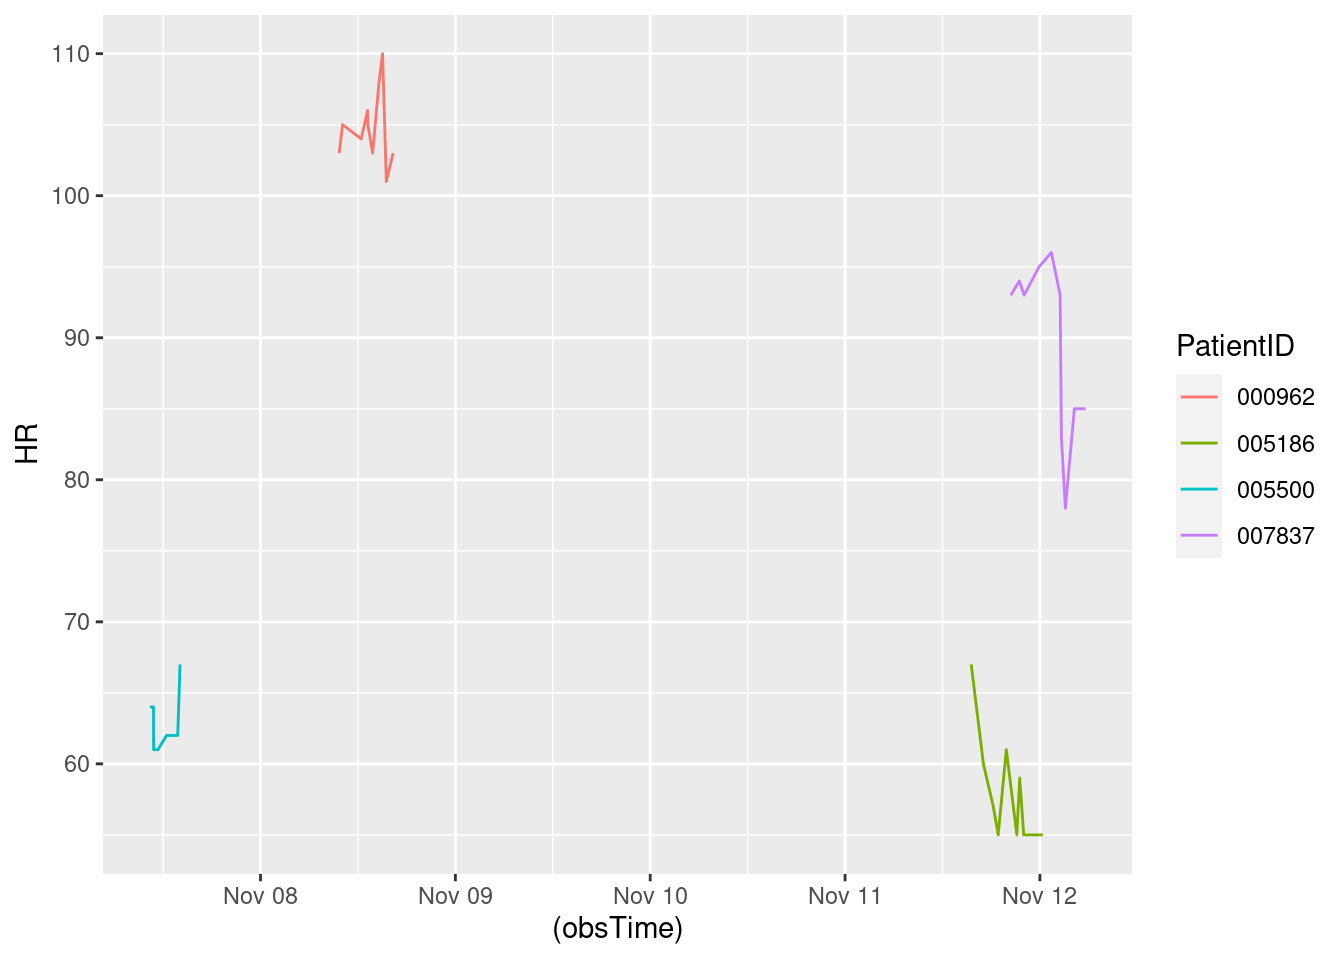 110
100
90
80
70
60
HR
Nov 08
Nov 09
Nov 10
Nov 11
Nov 12
(obsTime)
PatientID
000962
005186
005500
007837